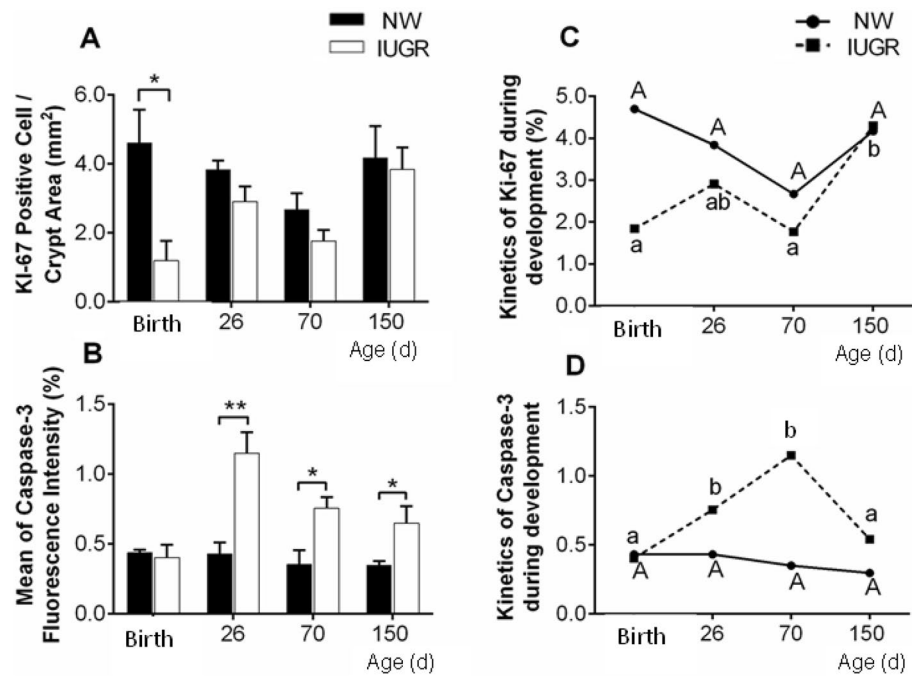 A
NW
IUGR
KI-67 Positive Cell /
Crypt Area (mm²)
*
6.0
4.0
2.0
0.0
Birth
26
70
150
Age (d)
C
NW
IUGR
Kinetics of Ki-67 during
development (%)
5.0
4.0
3.0
2.0
1.0
0.0
A
A
A
A
a
ab
a
b
Birth
26
70
150
Age (d)
B
Mean of Caspase-3
Fluorescence Intensity (%)
1.5
1.0
0.5
0.0
**
*
*
Birth
26
70
150
Age (d)
D
Kinetics of Caspase-3
during development
1.5
1.0
0.5
0.0
a
b
b
a
A
A
A
A
Birth
26
70
150
Age (d)